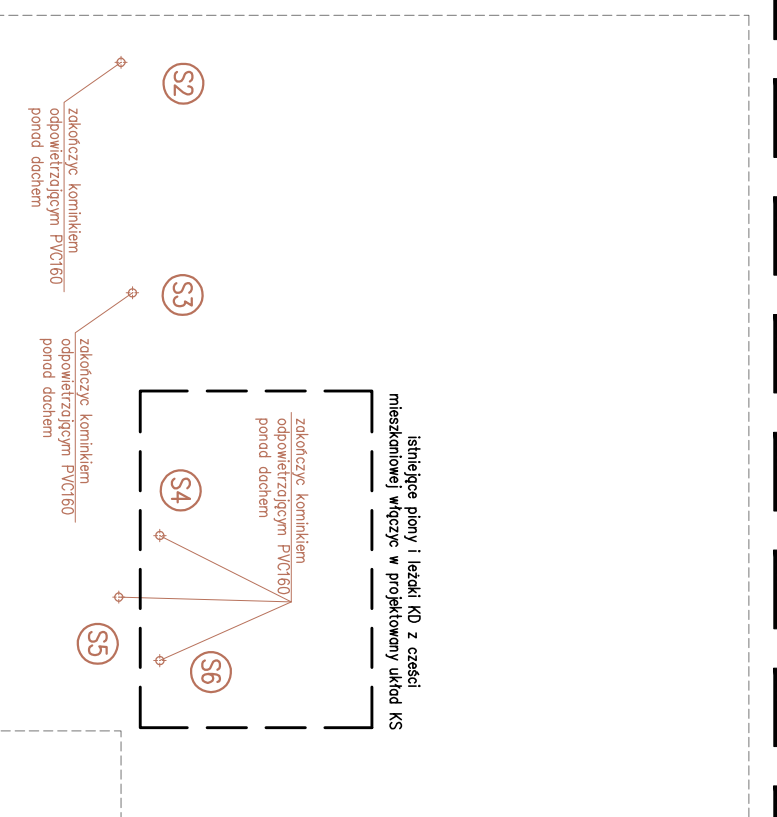 S2
zakończyc kominkiem
odpowietrzającym PVC160
ponad dachem
S3
zakończyc kominkiem
odpowietrzającym PVC160
ponad dachem
istniejące piony i leżaki KD z cześci
mieszkaniowej włączyc w projektowany układ KS
zakończyc kominkiem
odpowietrzającym PVC160
ponad dachem
S4
S5
S6